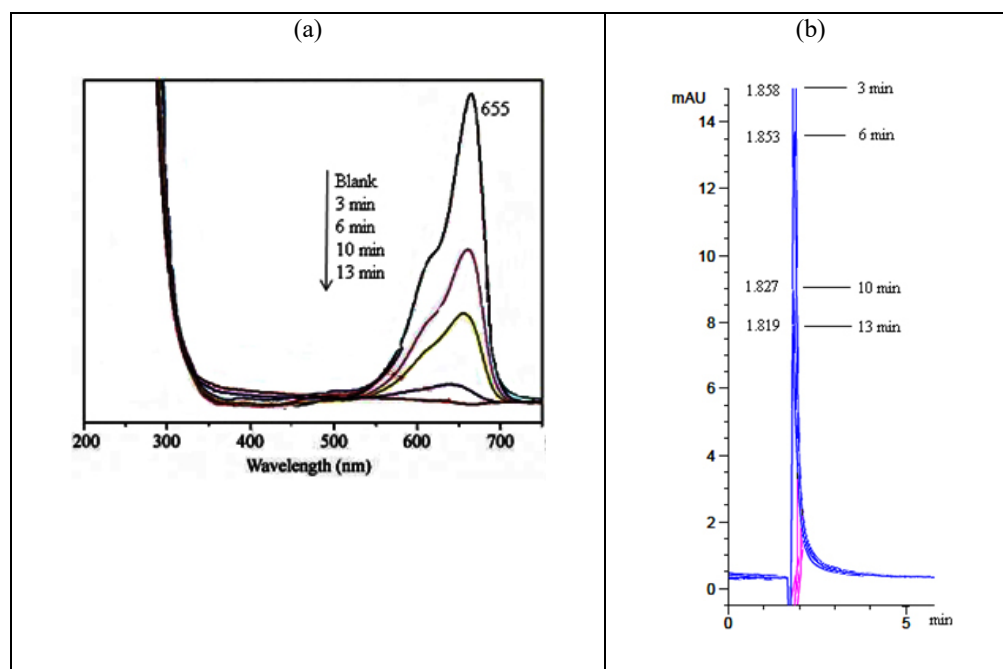 (a)
655
Blank
3 min
6 min
10 min
13 min
200 300 400 500 600 700
Wavelength (nm)
(b)
mAU
1.858 3 min
14
1.853 6 min
12
10
1.827 10 min
8
1.819 13 min
6
4
2
0
0 5 min